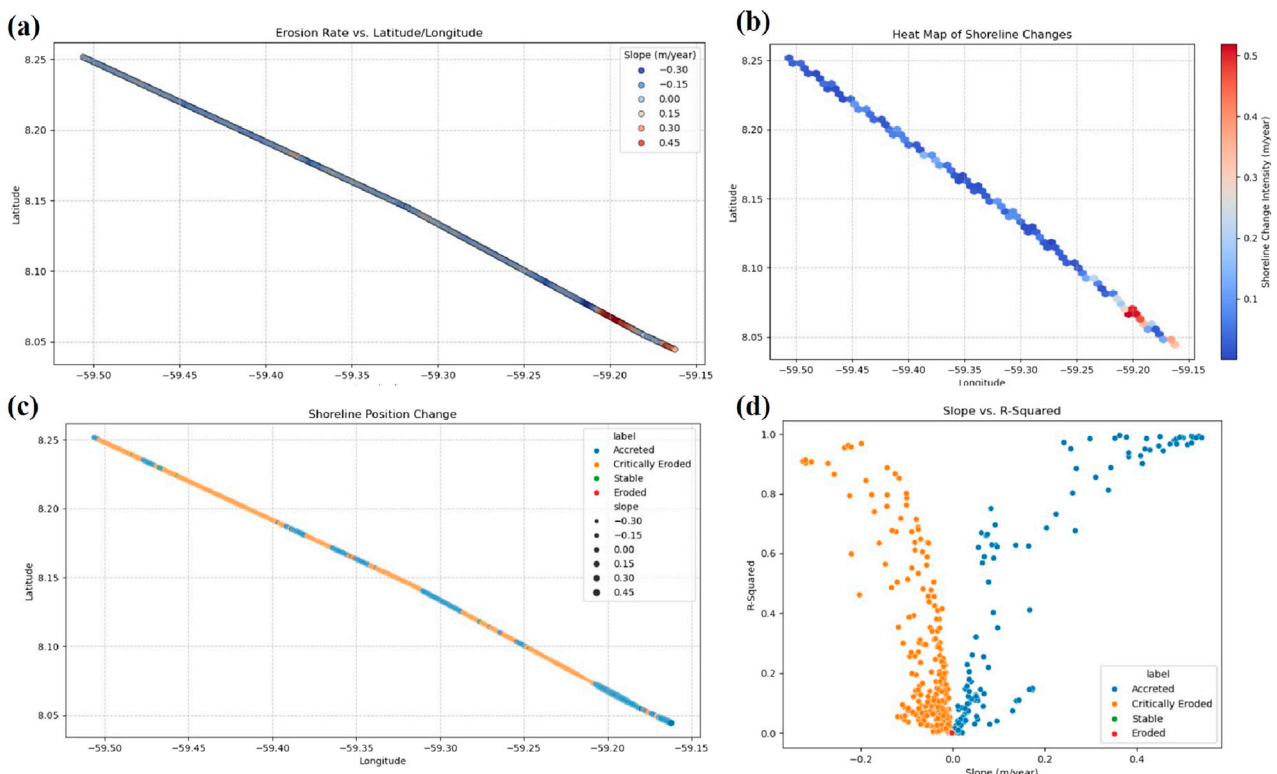 (a)
Erosion Rate vs. Latitude/Longitude
Slope (m/year)
−0.30
−0.15
0.00
0.15
0.30
0.45
8.25
8.20
8.15
8.10
8.05
Latitude
−59.50
−59.45
−59.40
−59.35
−59.30
−59.25
−59.20
−59.15
(b)
Heat Map of Shoreline Changes
8.25
8.20
8.15
8.10
8.05
Latitude
−59.50
−59.45
−59.40
−59.35
−59.30
−59.25
−59.20
−59.15
Longitude
0.5
0.4
0.3
0.2
0.1
Shoreline Change Intensity (m/year)
(c)
Shoreline Position Change
label
Accreted
Critically Eroded
Stable
Eroded
slope
−0.30
−0.15
0.00
0.15
0.30
0.45
8.25
8.20
8.15
8.10
8.05
Latitude
−59.50
−59.45
−59.40
−59.35
−59.30
−59.25
−59.20
−59.15
Longitude
(d)
Slope vs. R-Squared
1.0
0.8
0.6
0.4
0.2
0.0
R-Squared
label
Accreted
Critically Eroded
Stable
Eroded
−0.2
0.0
0.2
0.4
Slope (m/year)